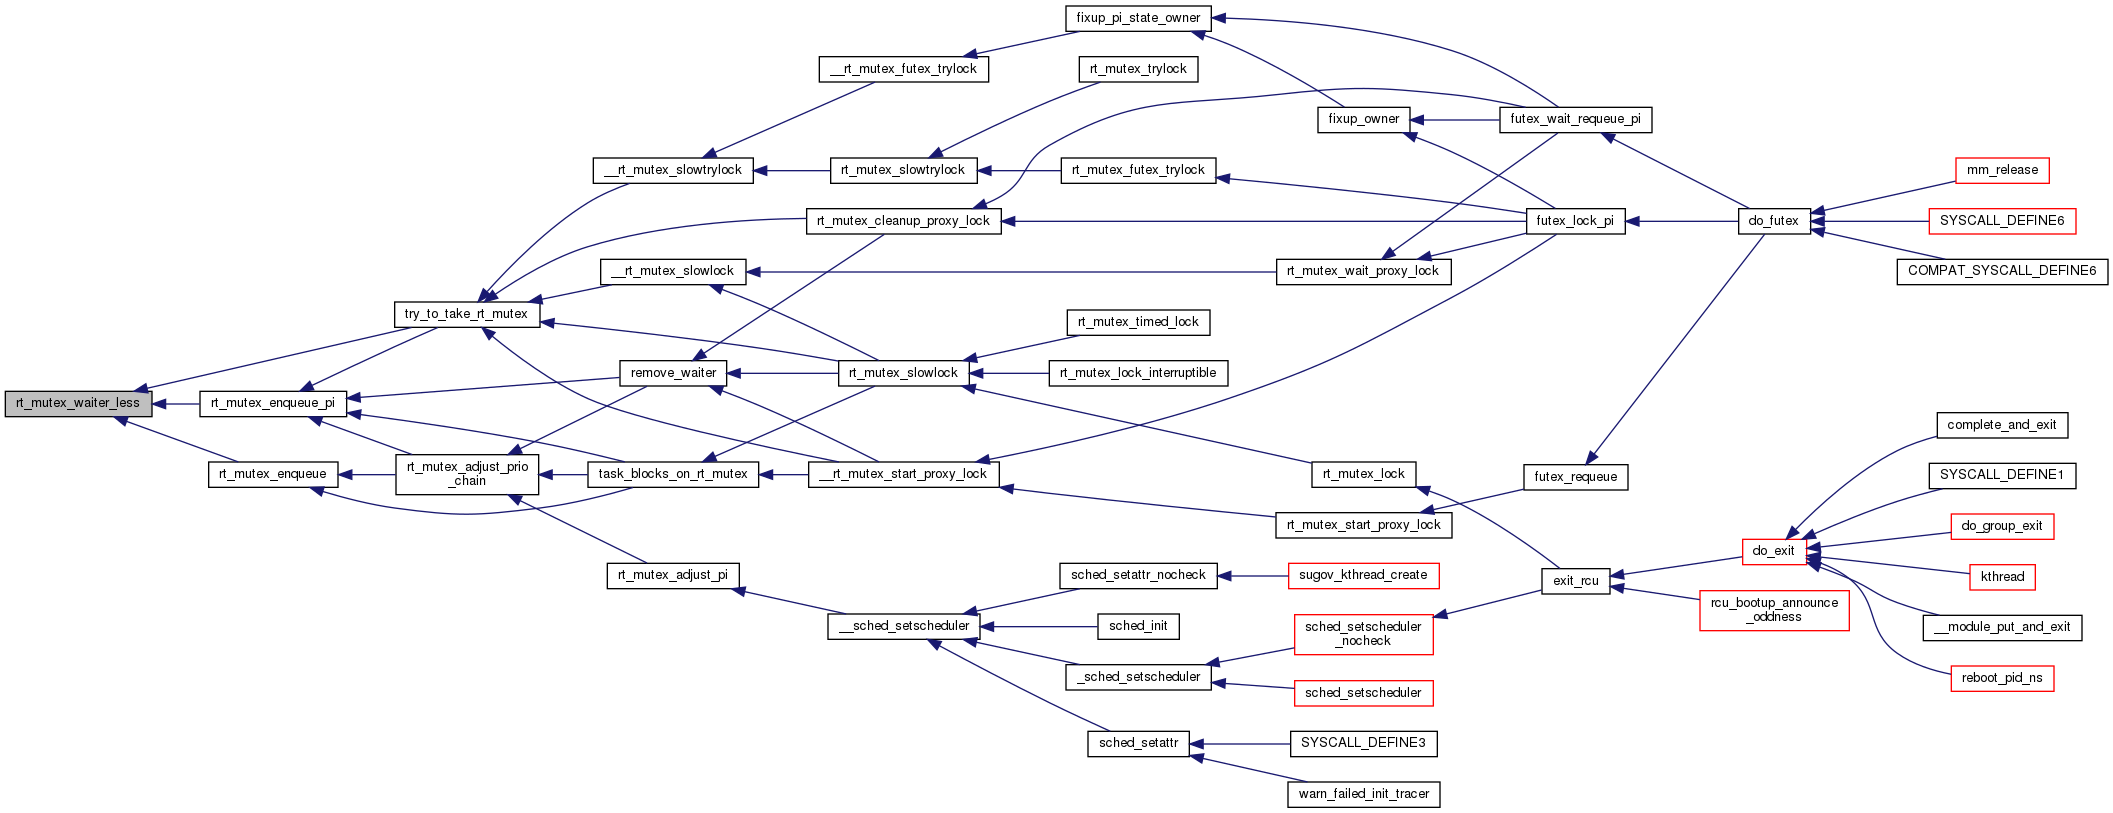 rt_mutex_waiter_less
rt_mutex_enqueue_pi
rt_mutex_enqueue
try_to_take_rt_mutex
rt_mutex_adjust_prio
_chain
__rt_mutex_slowtrylock
__rt_mutex_slowlock
remove_waiter
task_blocks_on_rt_mutex
rt_mutex_adjust_pi
__rt_mutex_futex_trylock
rt_mutex_slowtrylock
rt_mutex_cleanup_proxy_lock
rt_mutex_slowlock
__rt_mutex_start_proxy_lock
__sched_setscheduler
fixup_pi_state_owner
rt_mutex_trylock
rt_mutex_futex_trylock
rt_mutex_timed_lock
rt_mutex_lock_interruptible
sched_setattr_nocheck
sched_init
_sched_setscheduler
sched_setattr
fixup_owner
rt_mutex_wait_proxy_lock
rt_mutex_lock
rt_mutex_start_proxy_lock
sugov_kthread_create
sched_setscheduler
_nocheck
sched_setscheduler
SYSCALL_DEFINE3
warn_failed_init_tracer
futex_wait_requeue_pi
futex_lock_pi
futex_requeue
exit_rcu
do_futex
do_exit
rcu_bootup_announce
_oddness
mm_release
SYSCALL_DEFINE6
COMPAT_SYSCALL_DEFINE6
complete_and_exit
SYSCALL_DEFINE1
do_group_exit
kthread
__module_put_and_exit
reboot_pid_ns